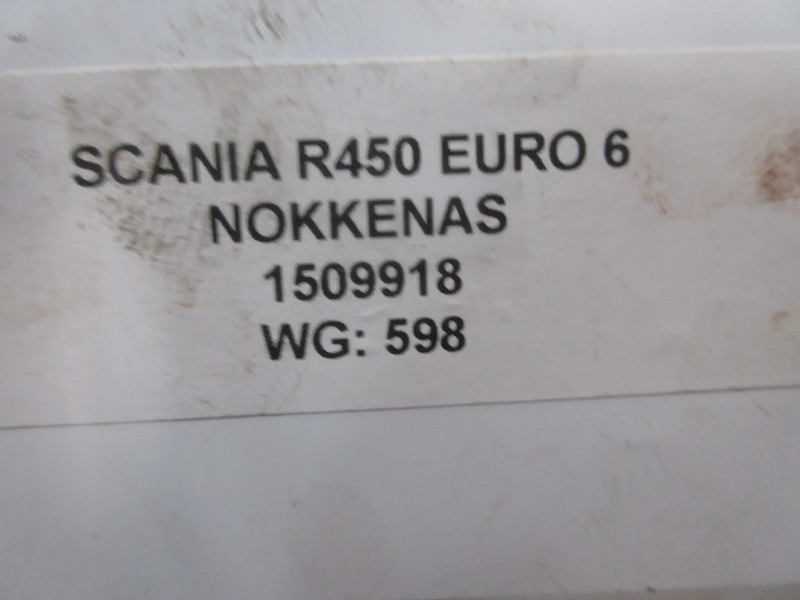 SCANIA R450 EURO 6
NOKKENAS
1509918
WG: 598